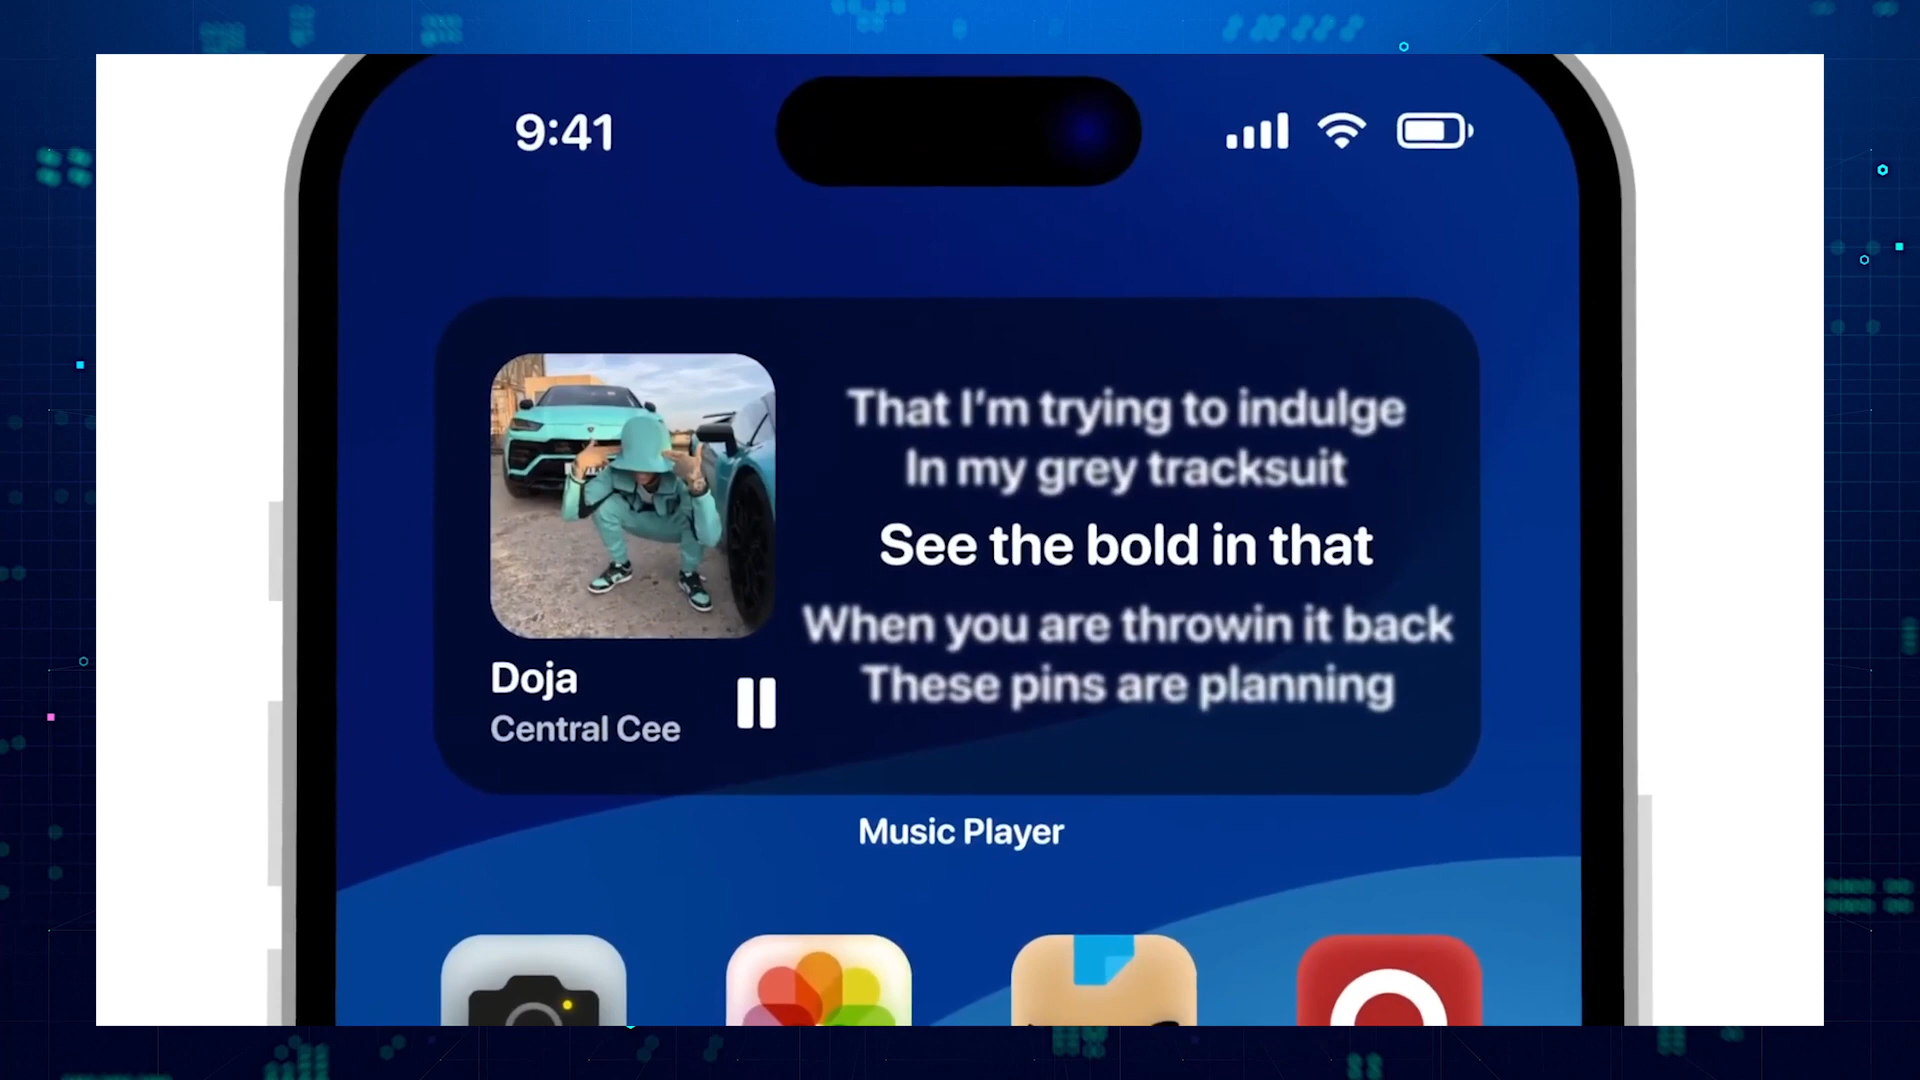 9:41
That I'm trying to indulge
In my grey tracksuit
See the bold in that
When you are throwin it back
These pins are planning
Doja
Central Cee
Music Player